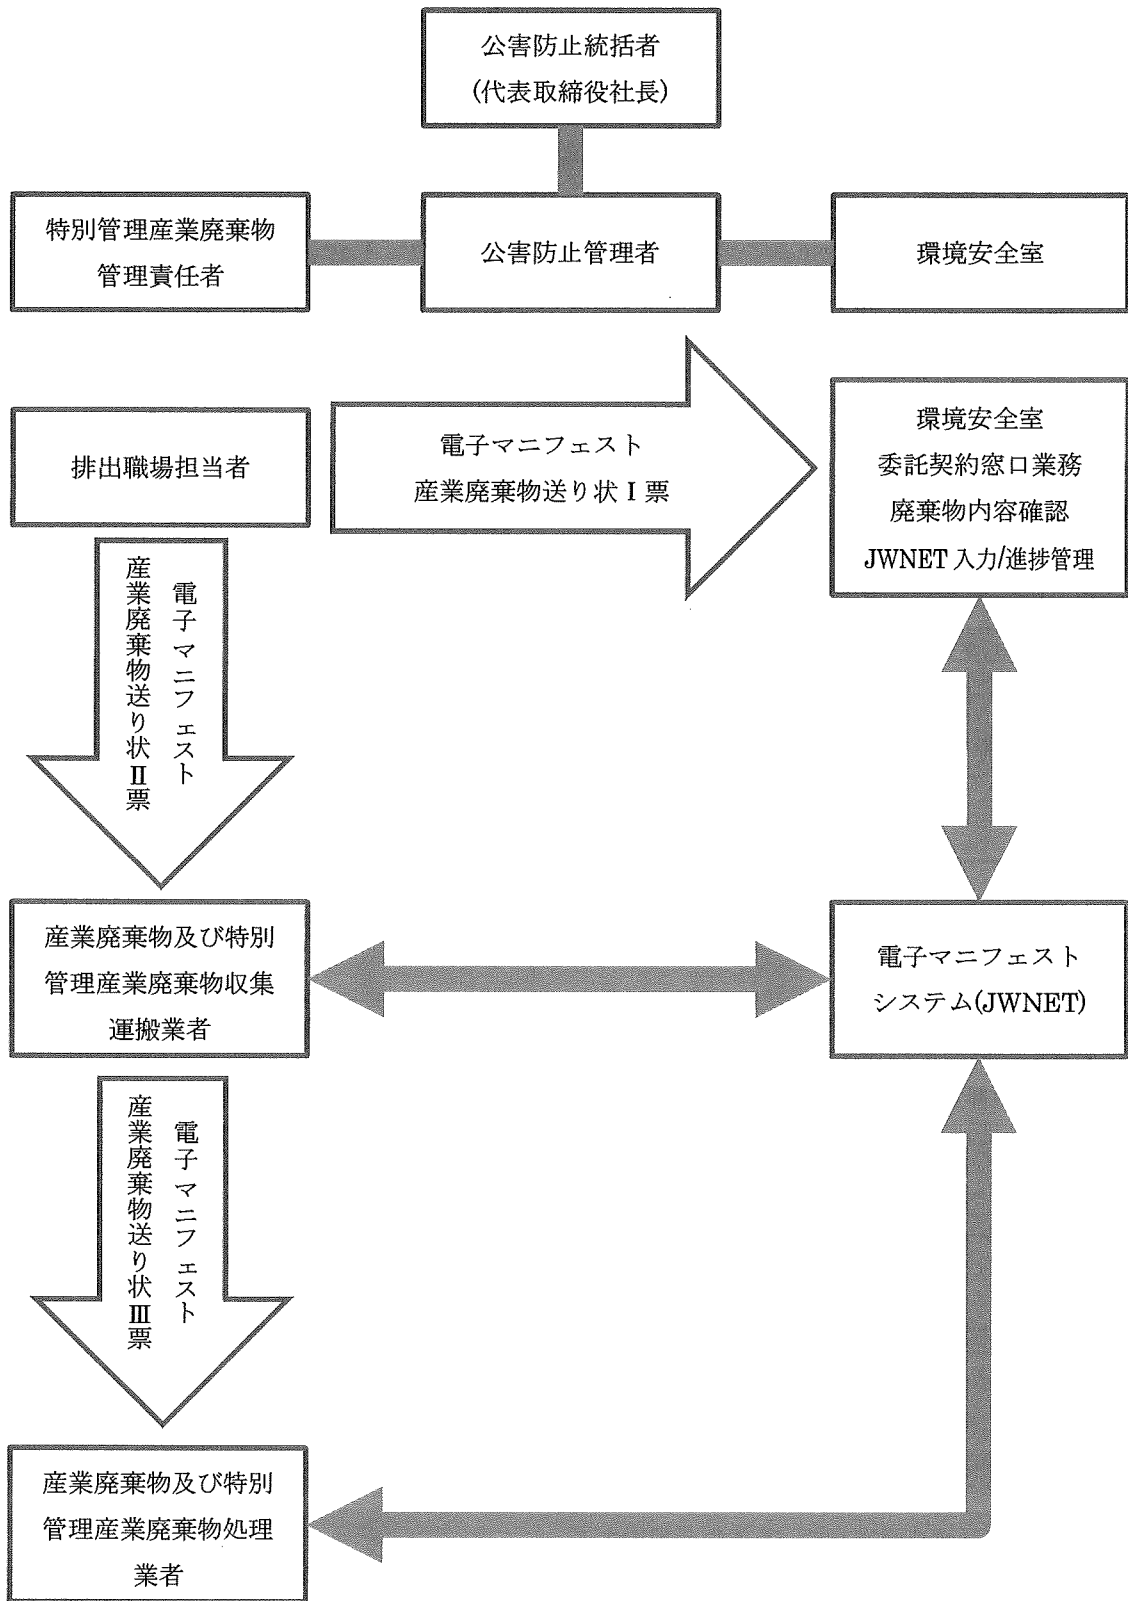 公害防止統括者
(代表取締役社長)
特別管理産業廃棄物
管理責任者
公害防止管理者
環境安全室
排出職場担当者
電子マニフェスト
産業廃棄物送り状 I 票
環境安全室
委託契約窓口業務
廃棄物内容確認
JWNET 入力/進捗管理
電子マニフェスト
産業廃棄物送り状Ⅱ票
産業廃棄物及び特別
管理産業廃棄物収集
運搬業者
電子マニフェスト
システム(JWNET)
電子マニフェスト
産業廃棄物送り状Ⅲ票
産業廃棄物及び特別
管理産業廃棄物処理
業者